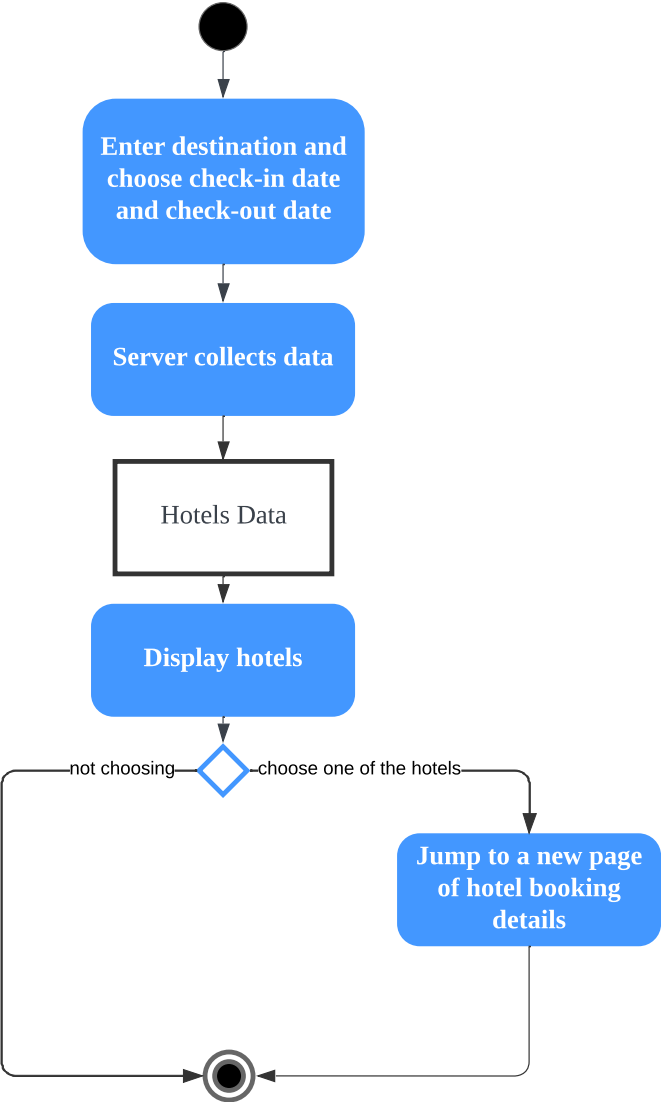 Enter destination and
choose check-in date
and check-out date
Server collects data
Hotels Data
Display hotels
not choosing
choose one of the hotels
Jump to a new page
of hotel booking
details